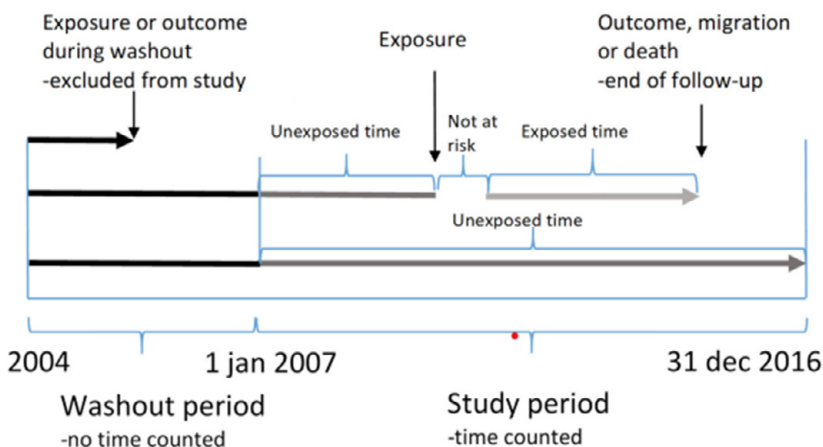 Exposure or outcome
during washout
-excluded from study
Exposure
Outcome, migration
or death
-end of follow-up
Unexposed time
Not at
risk
Exposed time
Unexposed time
2004
1 jan 2007
31 dec 2016
Washout period
-no time counted
Study period
-time counted